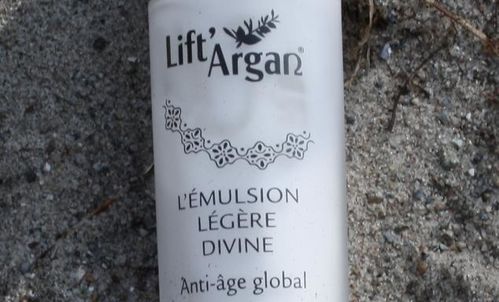 Lift'Argan®
L'ÉMULSION
LÉGÈRE
DIVINE
Anti-âge global